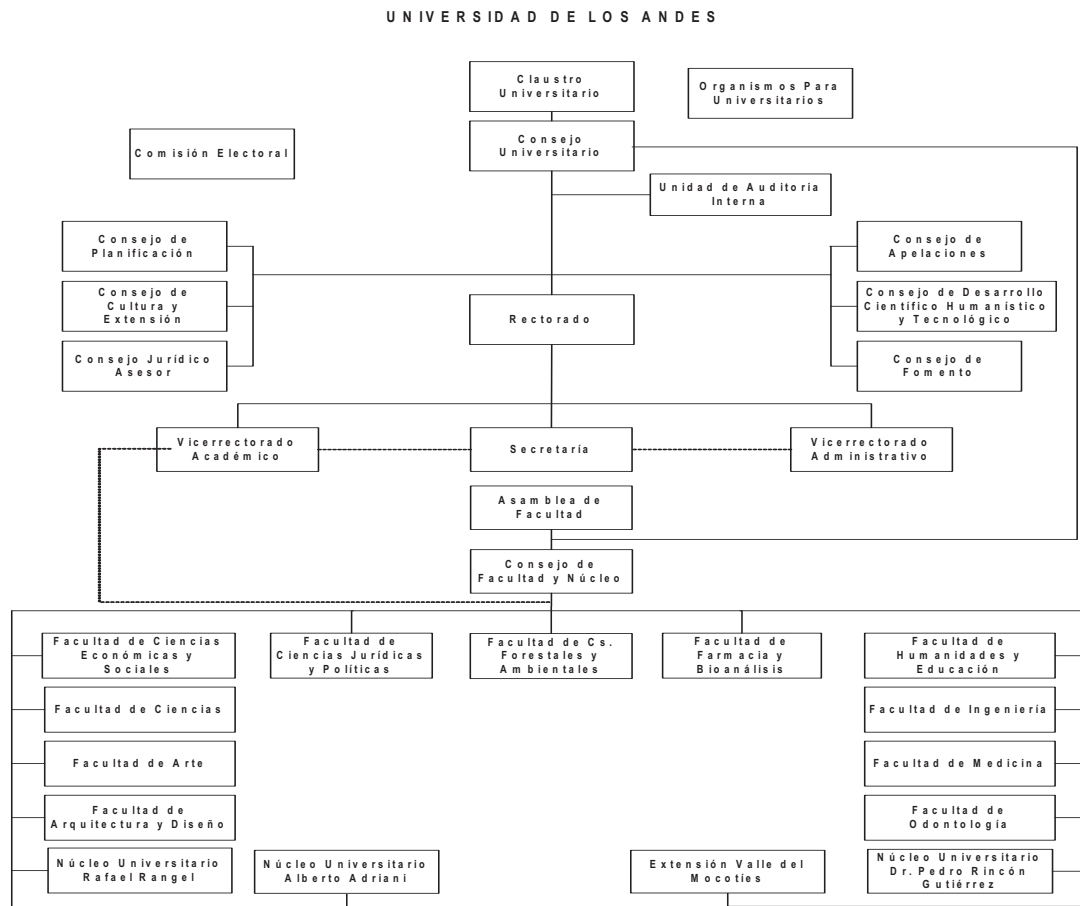 UNIVERSIDAD DE LOS ANDES
Claustro
Universitario
Organismos Para
Universitarios
Consejo
Universitario
Comisión Electoral
Unidad de Auditoria
Interna
Consejo de
Planificación
Consejo de
Apelaciones
Consejo de
Cultura y
Extensión
Rectorado
Consejo de Desarrollo
Científico Humanístico
y Tecnológico
Consejo Jurídico
Asesor
Consejo de
Fomento
Vicerrectorado
Académico
Secretaría
Vicerrectorado
Administrativo
Asamblea de
Facultad
Consejo de
Facultad y Núcleo
Facultad de Ciencias
Económicas y
Sociales
Facultad de
Ciencias Jurídicas
y Políticas
Facultad de Cs.
Forestales y
Ambientales
Facultad de
Farmacia y
Bioanálisis
Facultad de
Humanidades y
Educación
Facultad de Ciencias
Facultad de Ingeniería
Facultad de Arte
Facultad de Medicina
Facultad de
Arquitectura y Diseño
Facultad de
Odontología
Núcleo Universitario
Rafael Rangel
Núcleo Universitario
Alberto Adriani
Extensión Valle del
Mocotíes
Núcleo Universitario
Dr. Pedro Rincón
Gutiérrez